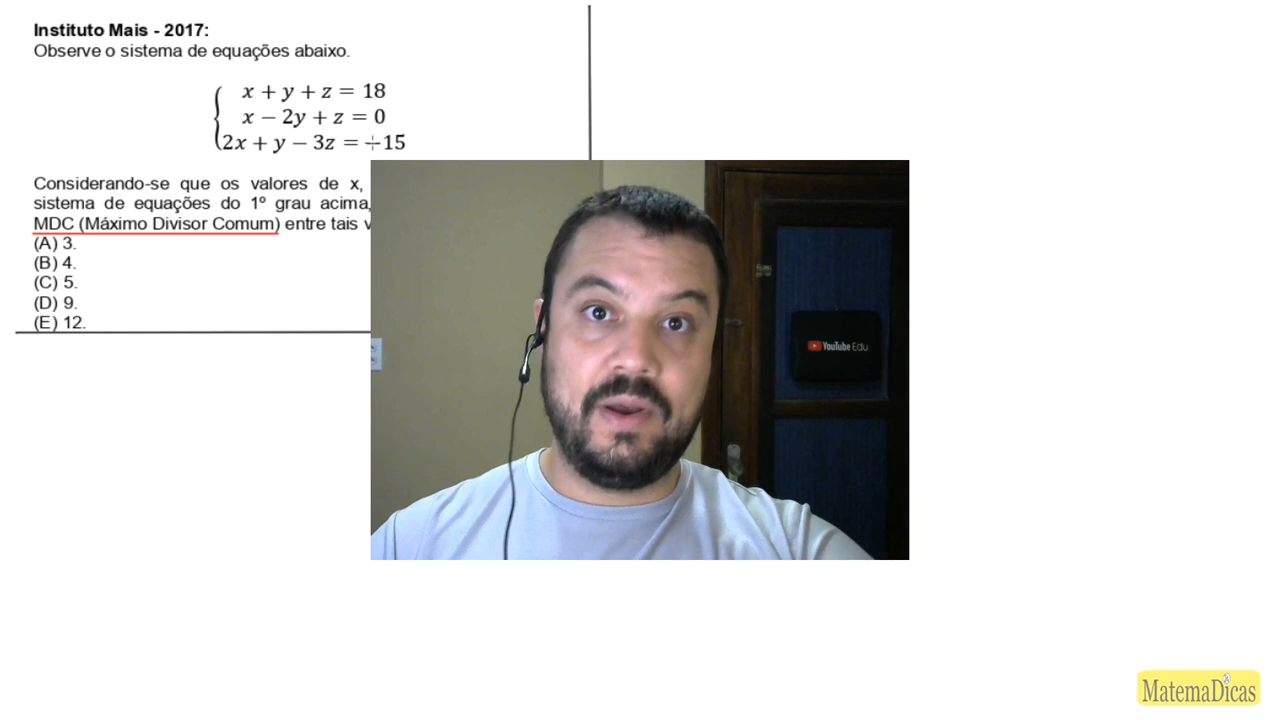 Instituto Mais - 2017:
Observe o sistema de equações abaixo.
x + y + z = 18
x − 2y + z = 0
2x + y − 3z = −15
Considerando-se que os valores de x,
sistema de equações do 1º grau acima,
MDC (Máximo Divisor Comum) entre tais
(A) 3.
(B) 4.
(C) 5.
(D) 9.
(E) 12.
YouTube Edu
MatemaDicas